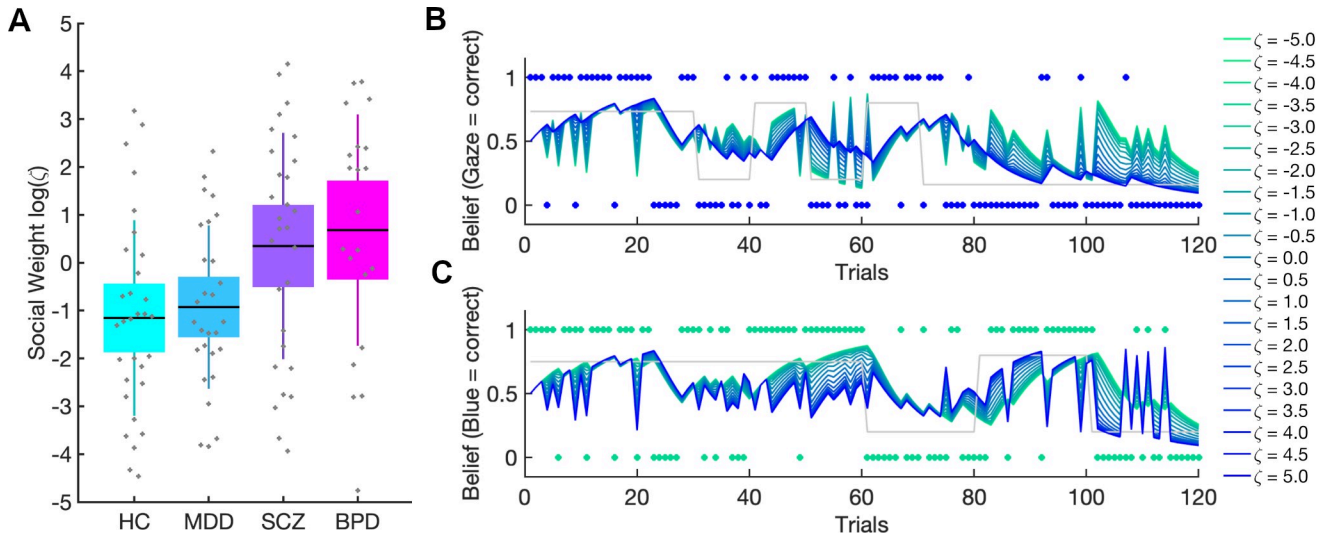 A
Social Weight log(ζ)
5
4
3
2
1
0
-1
-2
-3
-4
-5
HC MDD SCZ BPD
B
Belief (Gaze = correct)
1
0.5
0
0 20 40 60 80 100 120
Trials
C
Belief (Blue = correct)
1
0.5
0
0 20 40 60 80 100 120
Trials
ζ = -5.0
ζ = -4.5
ζ = -4.0
ζ = -3.5
ζ = -3.0
ζ = -2.5
ζ = -2.0
ζ = -1.5
ζ = -1.0
ζ = -0.5
ζ = 0.0
ζ = 0.5
ζ = 1.0
ζ = 1.5
ζ = 2.0
ζ = 2.5
ζ = 3.0
ζ = 3.5
ζ = 4.0
ζ = 4.5
ζ = 5.0